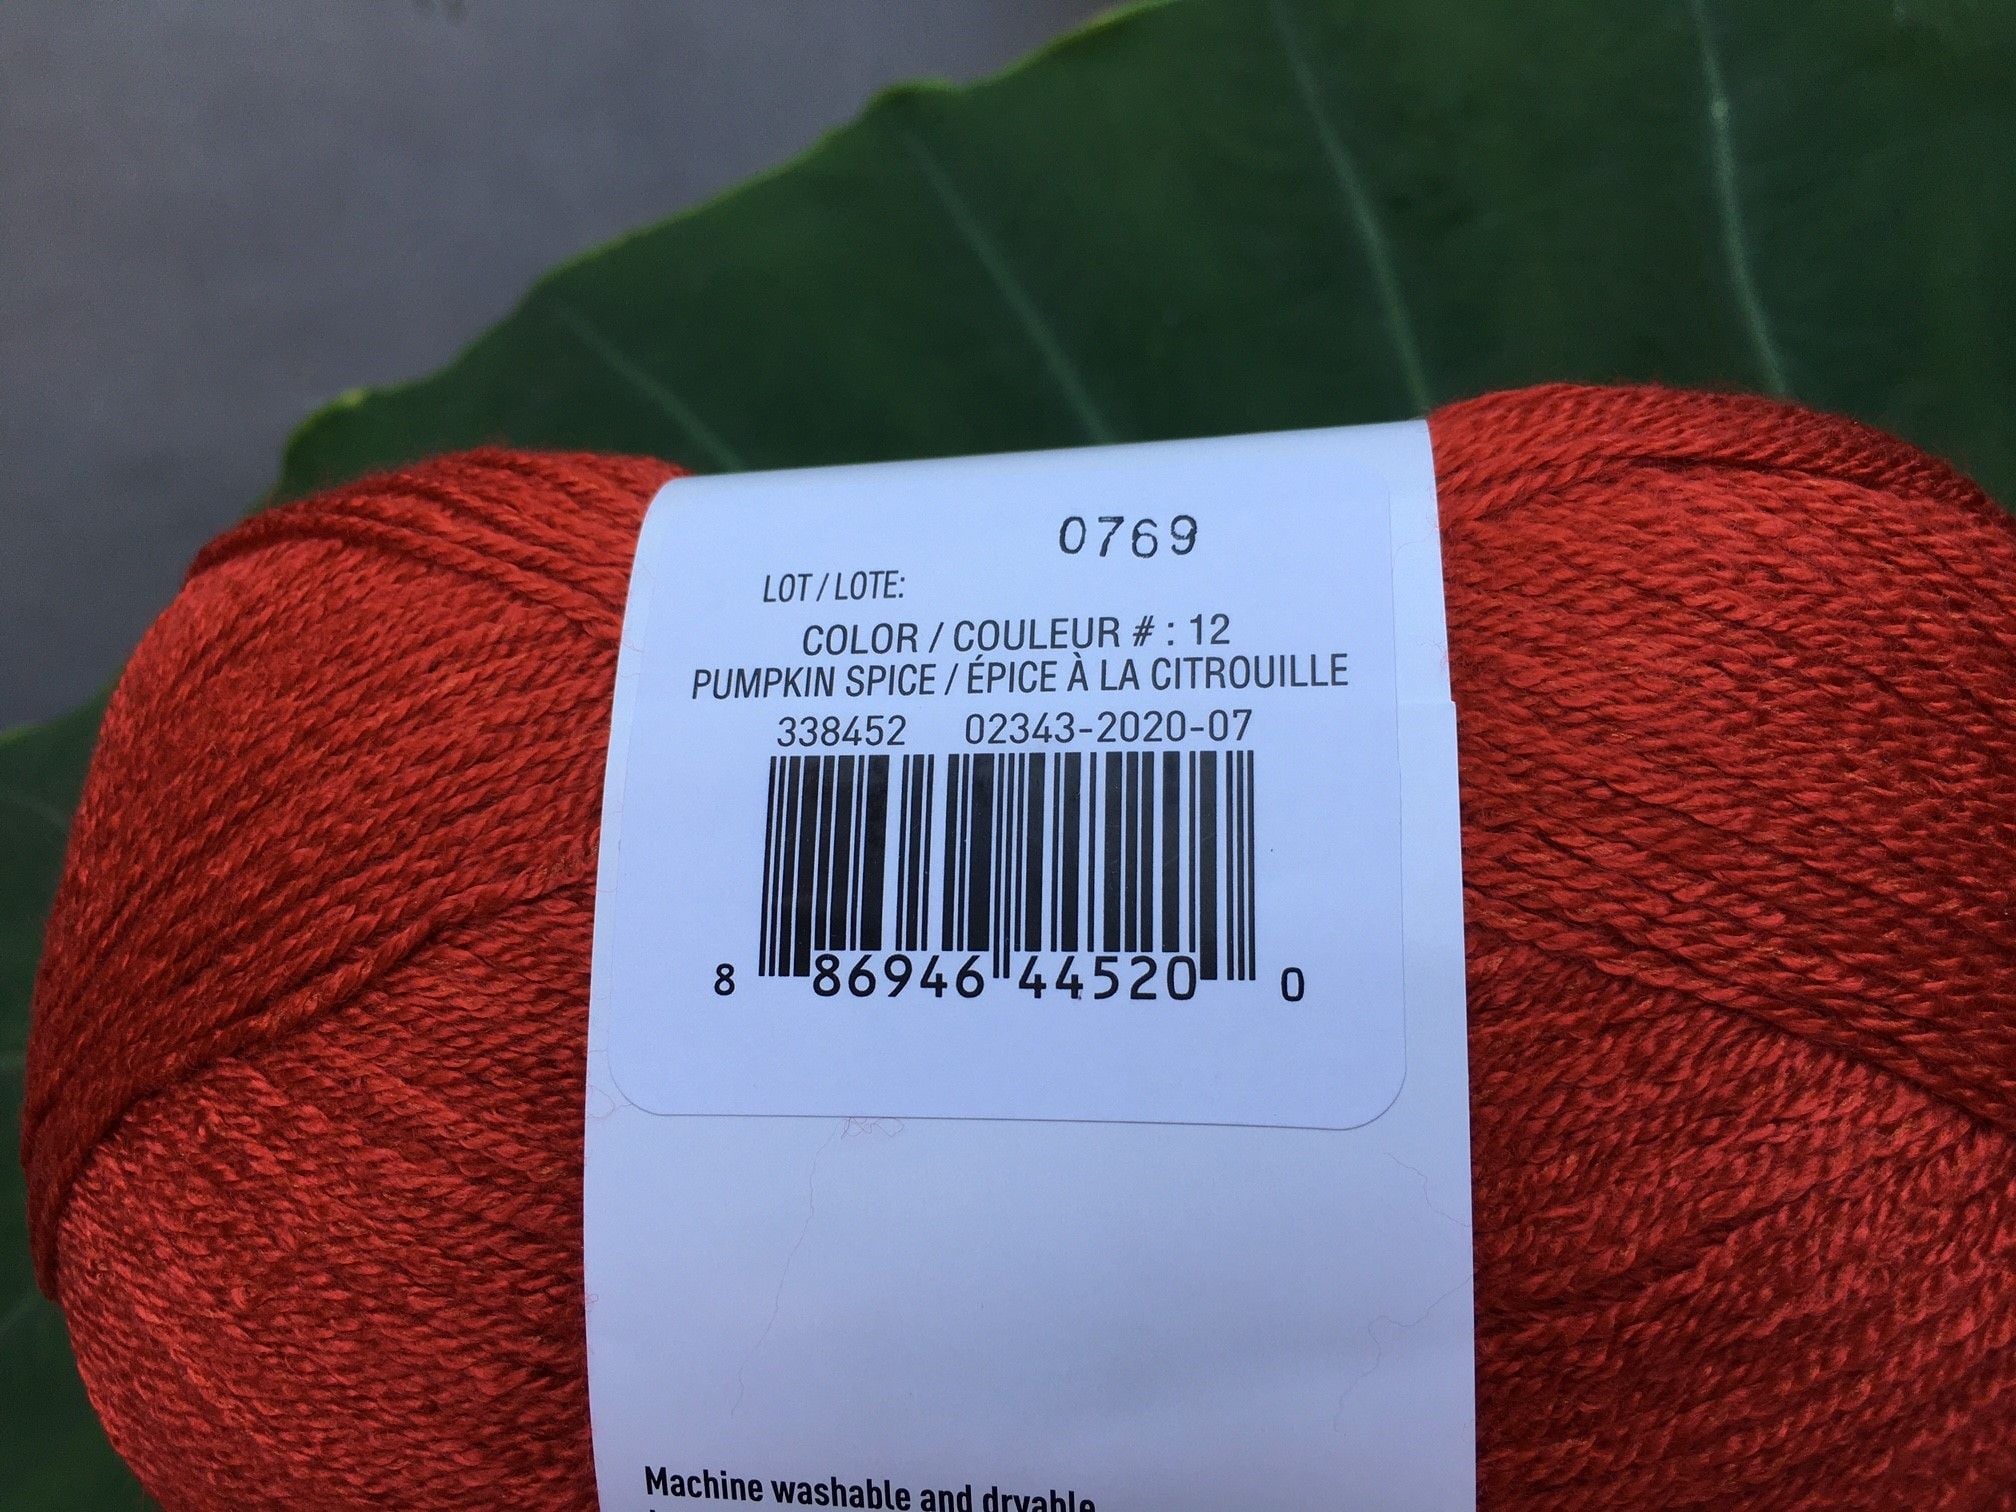 0769
LOT / LOTE:
COLOR / COULEUR # : 12
PUMPKIN SPICE / ÉPICE À LA CITROUILLE
338452 02343-2020-07
8 86946 44520 0
Machine washable and dryable